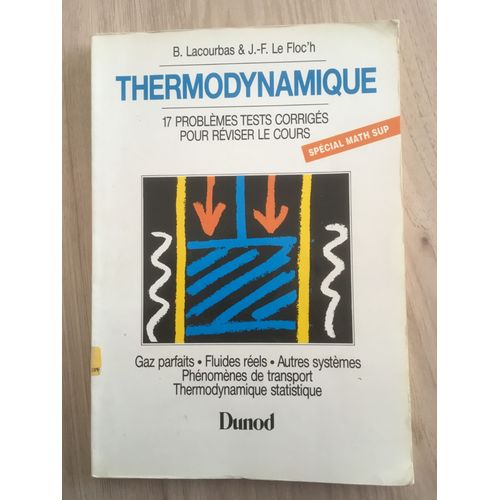 B. Lacourbas & J.-F. Le Floc'h
THERMODYNAMIQUE
17 PROBLÈMES TESTS CORRIGÉS
POUR RÉVISER LE COURS
SPÉCIAL MATH SUP
Gaz parfaits • Fluides réels • Autres systèmes
Phénomènes de transport
Thermodynamique statistique
Dunod